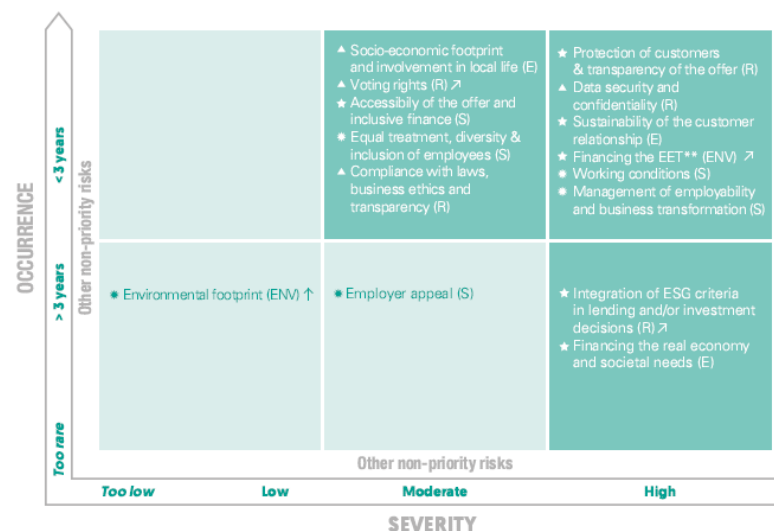 ▲ Socio-economic footprint
and involvement in local life (E)
▲ Voting rights (R) ↗
★ Accessibily of the offer and
inclusive finance (S)
✹ Equal treatment, diversity &
inclusion of employees (S)
▲ Compliance with laws,
business ethics and
transparency (R)
★ Protection of customers
& transparency of the offer (R)
▲ Data security and
confidentiality (R)
★ Sustainability of the customer
relationship (E)
★ Financing the EET** (ENV) ↗
✹ Working conditions (S)
✹ Management of employability
and business transformation (S)
✹ Environmental footprint (ENV) ↑
✹ Employer appeal (S)
★ Integration of ESG criteria
in lending and/or investment
decisions (R) ↗
★ Financing the real economy
and societal needs (E)
OCCURRENCE
< 3 years
> 3 years
Too rare
Other non-priority risks
Other non-priority risks
Too low
Low
Moderate
High
SEVERITY